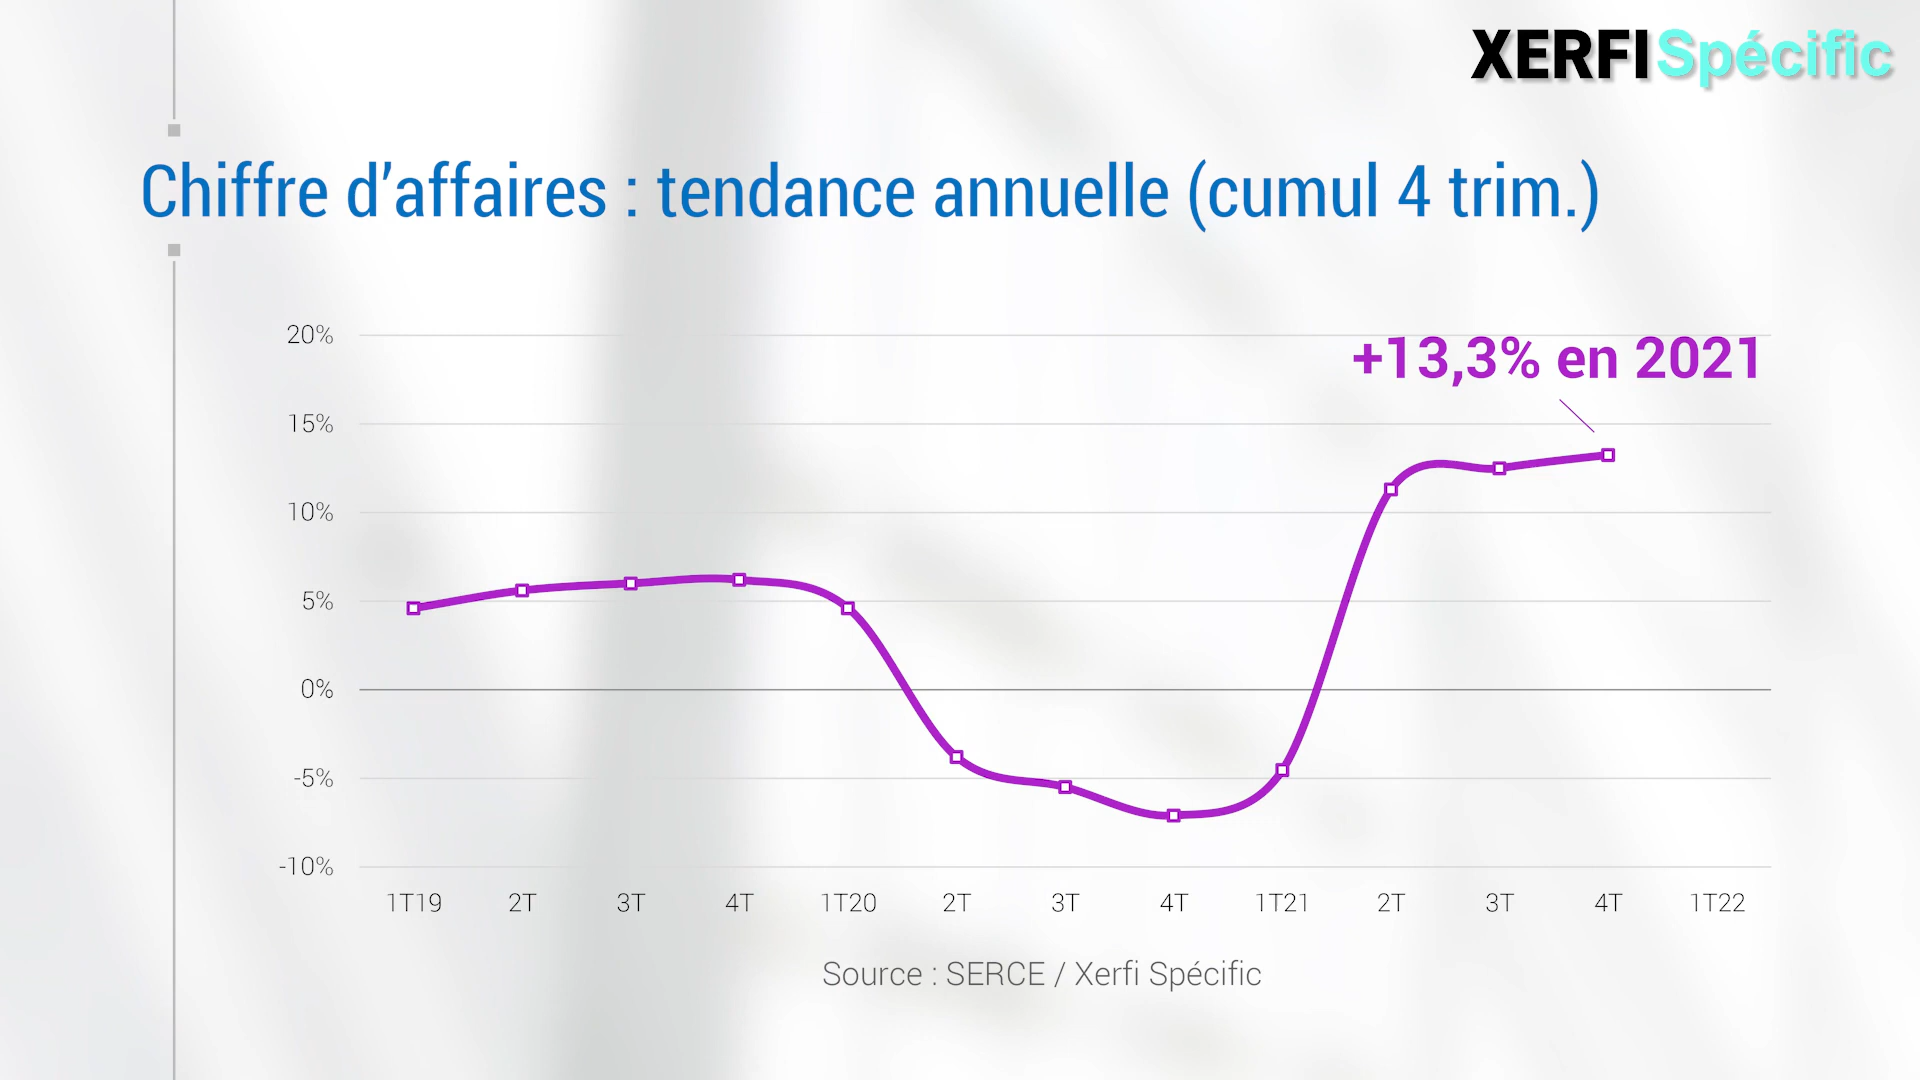 XERFI Spécific
Chiffre d’affaires : tendance annuelle (cumul 4 trim.)
+13,3% en 2021
20%
15%
10%
5%
0%
-5%
-10%
1T19 2T 3T 4T 1T20 2T 3T 4T 1T21 2T 3T 4T 1T22
Source : SERCE / Xerfi Spécific